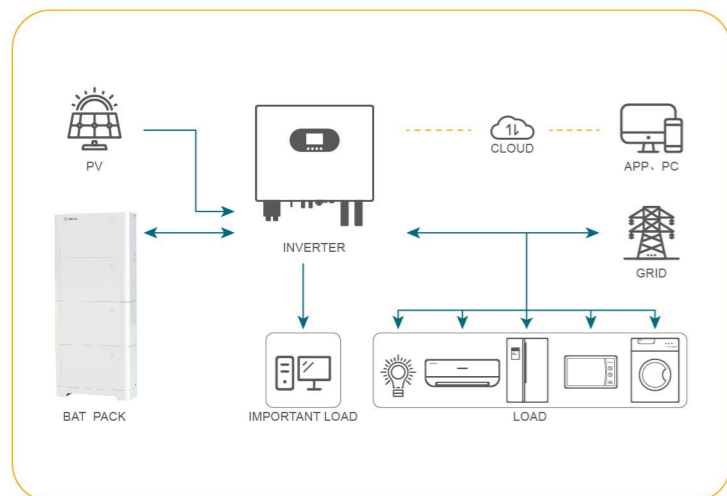 PV
CLOUD
APP、PC
INVERTER
GRID
BAT PACK
IMPORTANT LOAD
LOAD